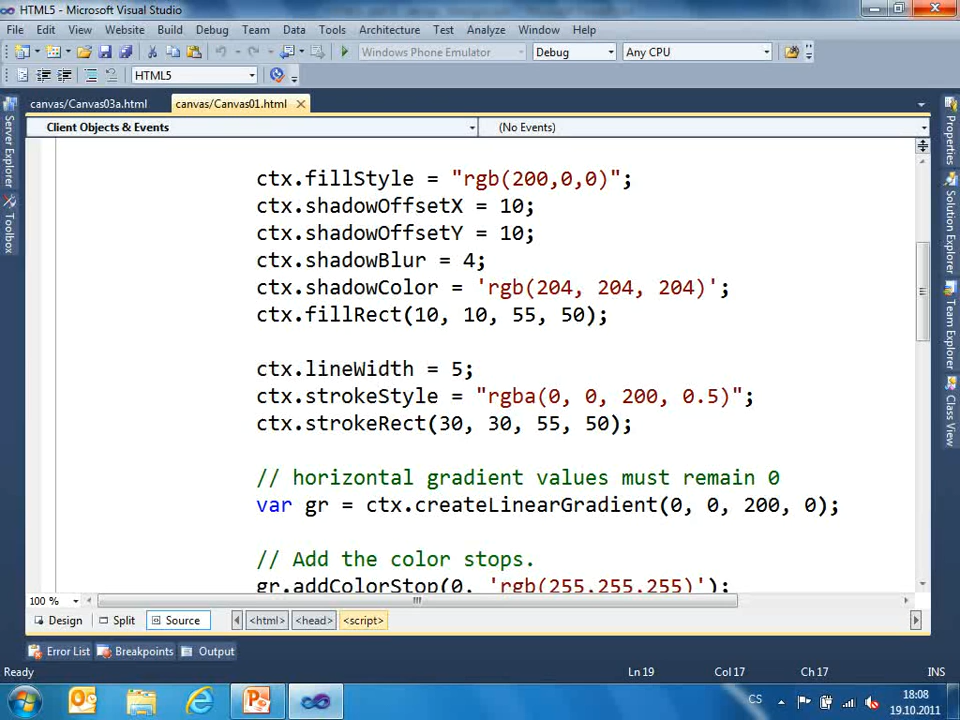 HTML5 - Microsoft Visual Studio
File Edit View Website Build Debug Team Data Tools Architecture Test Analyze Window Help
Windows Phone Emulator Debug Any CPU
HTML5
canvas/Canvas03a.html canvas/Canvas01.html
Client Objects & Events (No Events)
Server Explorer
Toolbox
Properties
Solution Explorer
Team Explorer
Class View
ctx.fillStyle = "rgb(200,0,0)";
ctx.shadowOffsetX = 10;
ctx.shadowOffsetY = 10;
ctx.shadowBlur = 4;
ctx.shadowColor = 'rgb(204, 204, 204)';
ctx.fillRect(10, 10, 55, 50);
ctx.lineWidth = 5;
ctx.strokeStyle = "rgba(0, 0, 200, 0.5)";
ctx.strokeRect(30, 30, 55, 50);
// horizontal gradient values must remain 0
var gr = ctx.createLinearGradient(0, 0, 200, 0);
// Add the color stops.
gr.addColorStop(0, 'rgb(255,255,255)');
100 %
Design Split Source <html> <head> <script>
Error List Breakpoints Output
Ready Ln 19 Col 17 Ch 17 INS
CS 18:08
19.10.2011